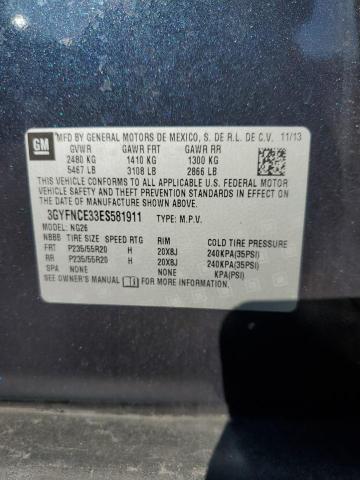 GM MFD BY GENERAL MOTORS DE MEXICO, S. DE R.L. DE C.V. 11/13
GVWR GAWR FRT GAWR RR
2480 KG 1410 KG 1300 KG
5467 LB 3108 LB 2866 LB
THIS VEHICLE CONFORMS TO ALL APPLICABLE U.S. FEDERAL
MOTOR VEHICLE SAFETY STANDARDS IN EFFECT ON THE DATE OF
MANUFACTURE SHOWN ABOVE.
3GYFNCE33ES581911 TYPE: M.P.V.
MODEL: NG26
NBBB TIRE SIZE SPEED RTG RIM COLD TIRE PRESSURE
FRT P235/55R20 H 20X8J 240KPA(35PSI)
RR P235/55R20 H 20X8J 240KPA(35PSI)
SPA NONE NONE KPA(PSI)
SEE OWNER'S MANUAL FOR ADDITIONAL INFORMATION.